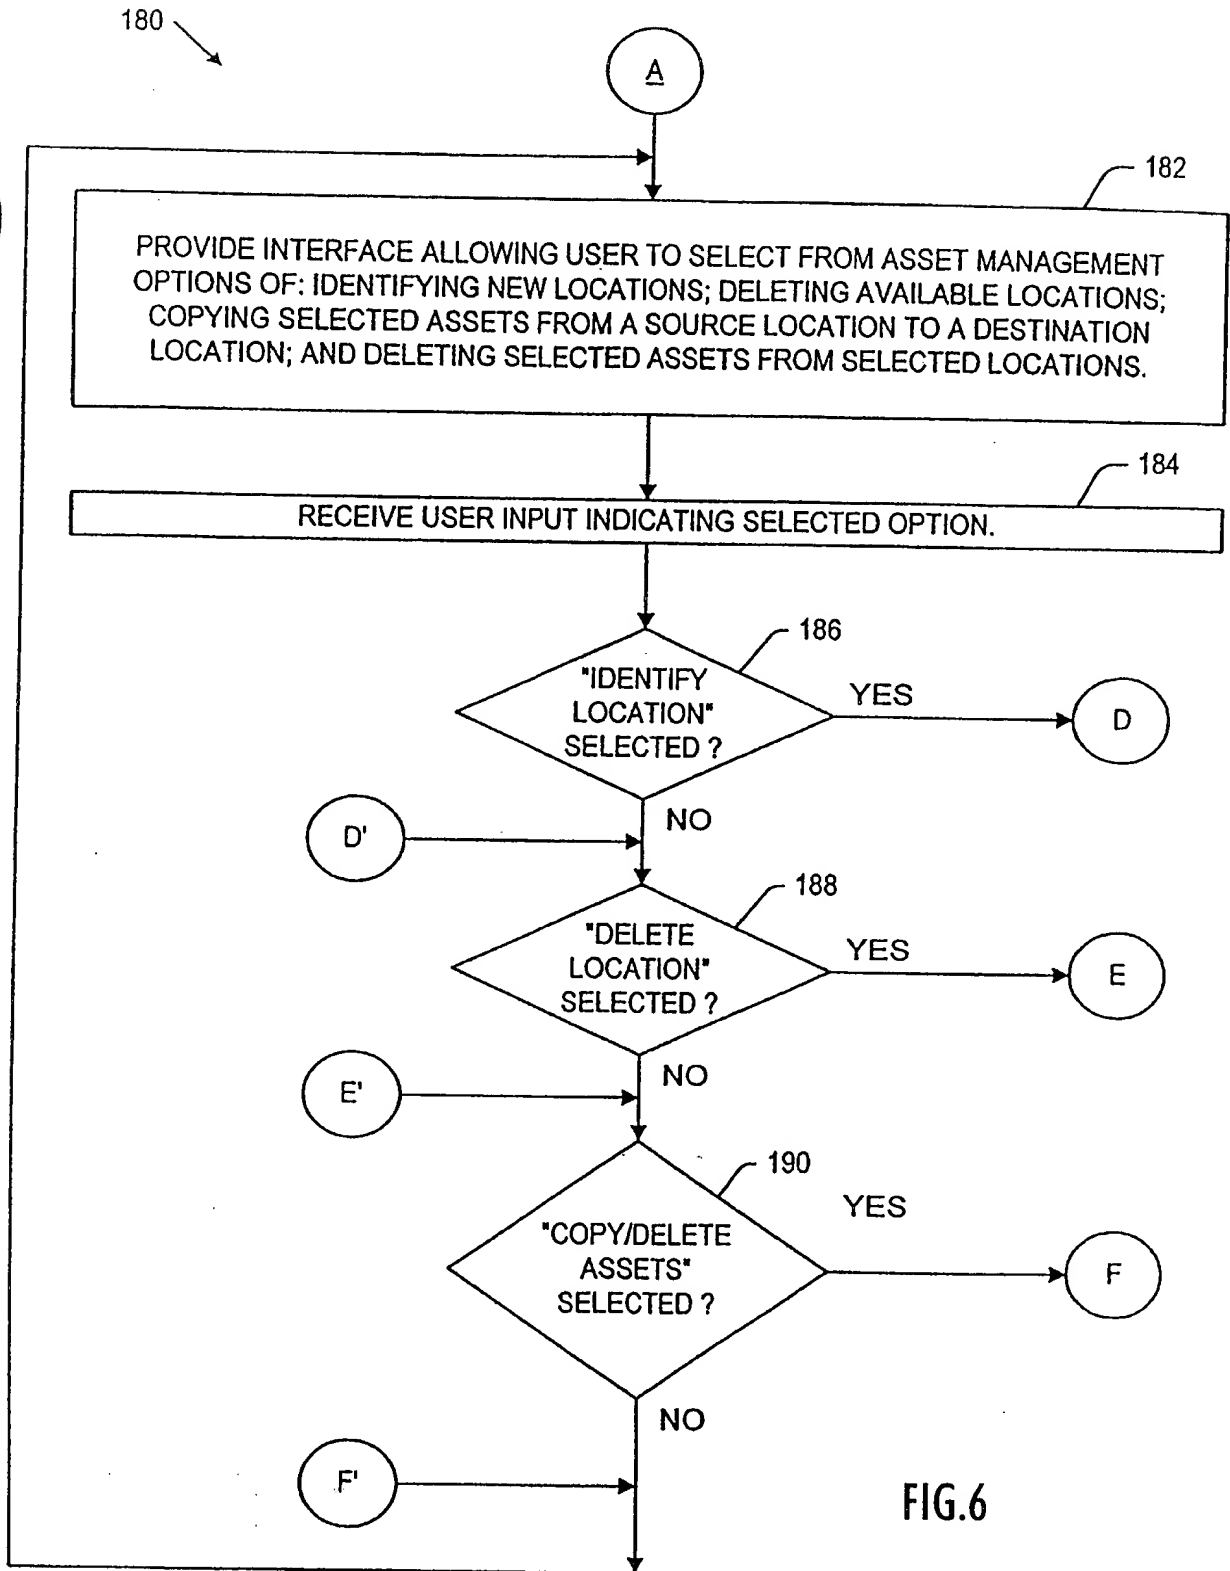 180
A
182
PROVIDE INTERFACE ALLOWING USER TO SELECT FROM ASSET MANAGEMENT
OPTIONS OF: IDENTIFYING NEW LOCATIONS; DELETING AVAILABLE LOCATIONS;
COPYING SELECTED ASSETS FROM A SOURCE LOCATION TO A DESTINATION
LOCATION; AND DELETING SELECTED ASSETS FROM SELECTED LOCATIONS.
184
RECEIVE USER INPUT INDICATING SELECTED OPTION.
186
"IDENTIFY
LOCATION"
SELECTED ?
YES
D
NO
D'
188
"DELETE
LOCATION"
SELECTED ?
YES
E
NO
E'
190
"COPY/DELETE
ASSETS"
SELECTED ?
YES
F
NO
F'
FIG.6